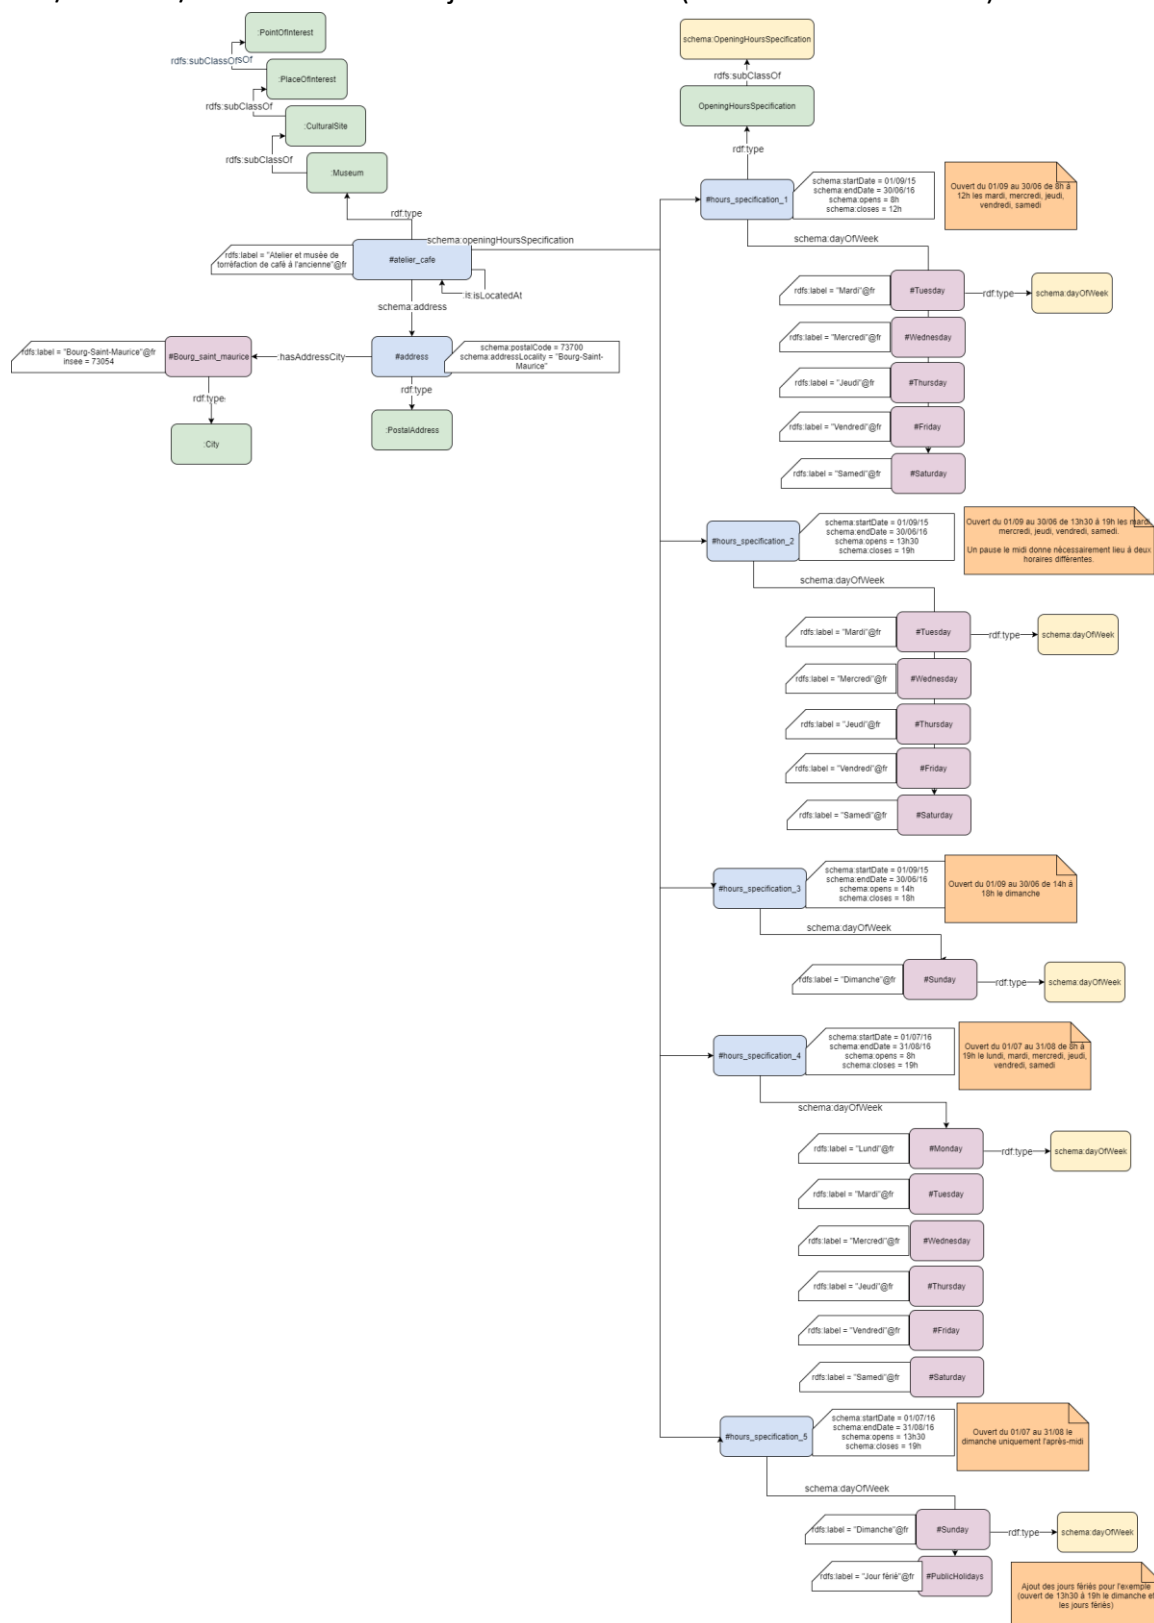 :PointOfInterest
rdfs:subClassOf
:PlaceOfInterest
rdfs:subClassOf
:CulturalSite
rdfs:subClassOf
:Museum
rdf:type
rdfs:label = "Atelier et musée de
torréfaction de café à l'ancienne"@fr
#atelier_cafe
schema:openingHoursSpecification
:isLocatedAt
schema:address
rdfs:label = "Bourg-Saint-Maurice"@fr
insee = 73054
#Bourg_saint_maurice
:hasAddressCity
#address
schema:postalCode = 73700
schema:addressLocality = "Bourg-Saint-
Maurice"
rdf:type
:City
rdf:type
:PostalAddress
schema:OpeningHoursSpecification
rdfs:subClassOf
OpeningHoursSpecification
rdf:type
#hours_specification_1
schema:startDate = 01/09/15
schema:endDate = 30/06/16
schema:opens = 8h
schema:closes = 12h
Ouvert du 01/09 au 30/06 de 8h à
12h les mardi, mercredi, jeudi,
vendredi, samedi
schema:dayOfWeek
rdfs:label = "Mardi"@fr
#Tuesday
rdf:type
schema:dayOfWeek
rdfs:label = "Mercredi"@fr
#Wednesday
rdfs:label = "Jeudi"@fr
#Thursday
rdfs:label = "Vendredi"@fr
#Friday
rdfs:label = "Samedi"@fr
#Saturday
#hours_specification_2
schema:startDate = 01/09/15
schema:endDate = 30/06/16
schema:opens = 13h30
schema:closes = 19h
Ouvert du 01/09 au 30/06 de 13h30 à 19h les mardi,
mercredi, jeudi, vendredi, samedi.
Un pause le midi donne nécessairement lieu à deux
horaires différentes.
schema:dayOfWeek
rdfs:label = "Mardi"@fr
#Tuesday
rdf:type
schema:dayOfWeek
rdfs:label = "Mercredi"@fr
#Wednesday
rdfs:label = "Jeudi"@fr
#Thursday
rdfs:label = "Vendredi"@fr
#Friday
rdfs:label = "Samedi"@fr
#Saturday
#hours_specification_3
schema:startDate = 01/09/15
schema:endDate = 30/06/16
schema:opens = 14h
schema:closes = 18h
Ouvert du 01/09 au 30/06 de 14h à
18h le dimanche
schema:dayOfWeek
rdfs:label = "Dimanche"@fr
#Sunday
rdf:type
schema:dayOfWeek
#hours_specification_4
schema:startDate = 01/07/16
schema:endDate = 31/08/16
schema:opens = 8h
schema:closes = 19h
Ouvert du 01/07 au 31/08 de 8h à
19h le lundi, mardi, mercredi, jeudi,
vendredi, samedi
schema:dayOfWeek
rdfs:label = "Lundi"@fr
#Monday
rdf:type
schema:dayOfWeek
rdfs:label = "Mardi"@fr
#Tuesday
rdfs:label = "Mercredi"@fr
#Wednesday
rdfs:label = "Jeudi"@fr
#Thursday
rdfs:label = "Vendredi"@fr
#Friday
rdfs:label = "Samedi"@fr
#Saturday
#hours_specification_5
schema:startDate = 01/07/16
schema:endDate = 31/08/16
schema:opens = 13h30
schema:closes = 19h
Ouvert du 01/07 au 31/08 le
dimanche uniquement l'après-midi
schema:dayOfWeek
rdfs:label = "Dimanche"@fr
#Sunday
rdf:type
schema:dayOfWeek
rdfs:label = "Jour férié"@fr
#PublicHolidays
Ajout des jours fériés pour l'exemple
(ouvert de 13h30 à 19h le dimanche et
les jours fériés)